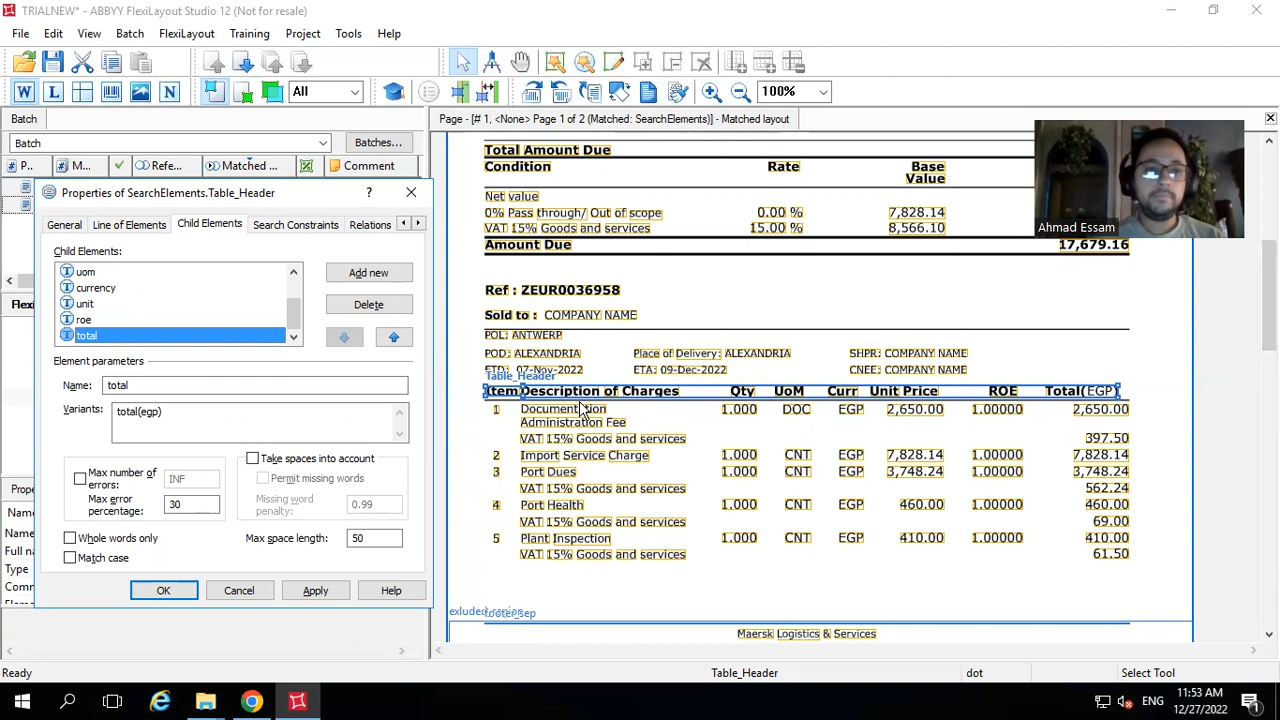 TRIALNEW* - ABBYY FlexiLayout Studio 12 (Not for resale)
File Edit View Batch FlexiLayout Training Project Tools Help
W L N All 100%
Batch
Page - [# 1, <None> Page 1 of 2 (Matched: SearchElements)] - Matched layout
Batch Batches...
P.. M... Refe... Matched Comment
Properties of SearchElements.Table_Header ?
General Line of Elements Child Elements Search Constraints Relations
Child Elements:
uom
currency
unit
roe
total
Add new
Delete
Element parameters
Name: total
Variants: total(egp)
Max number of errors: INF
Max error percentage: 30
Take spaces into account
Permit missing words
Missing word penalty: 0.99
Whole words only
Match case
Max space length: 50
OK Cancel Apply Help
Total Amount Due
Condition Rate Base Value
Net value
0% Pass through/ Out of scope 0.00 % 7,828.14
VAT 15% Goods and services 15.00 % 8,566.10
Amount Due 17,679.16
Ahmad Essam
Ref : ZEUR0036958
Sold to : COMPANY NAME
POL: ANTWERP
POD: ALEXANDRIA Place of Delivery: ALEXANDRIA SHPR: COMPANY NAME
ETD: 07-Nov-2022 ETA: 09-Dec-2022 CNEE: COMPANY NAME
Table_Header
Item Description of Charges Qty UoM Curr Unit Price ROE Total(EGP)
1 Documentation 1.000 DOC EGP 2,650.00 1.00000 2,650.00
Administration Fee
VAT 15% Goods and services 397.50
2 Import Service Charge 1.000 CNT EGP 7,828.14 1.00000 7,828.14
3 Port Dues 1.000 CNT EGP 3,748.24 1.00000 3,748.24
VAT 15% Goods and services 562.24
4 Port Health 1.000 CNT EGP 460.00 1.00000 460.00
VAT 15% Goods and services 69.00
5 Plant Inspection 1.000 CNT EGP 410.00 1.00000 410.00
VAT 15% Goods and services 61.50
footer_sep
Maersk Logistics & Services
Ready Table_Header dot Select Tool
ENG 11:53 AM
12/27/2022